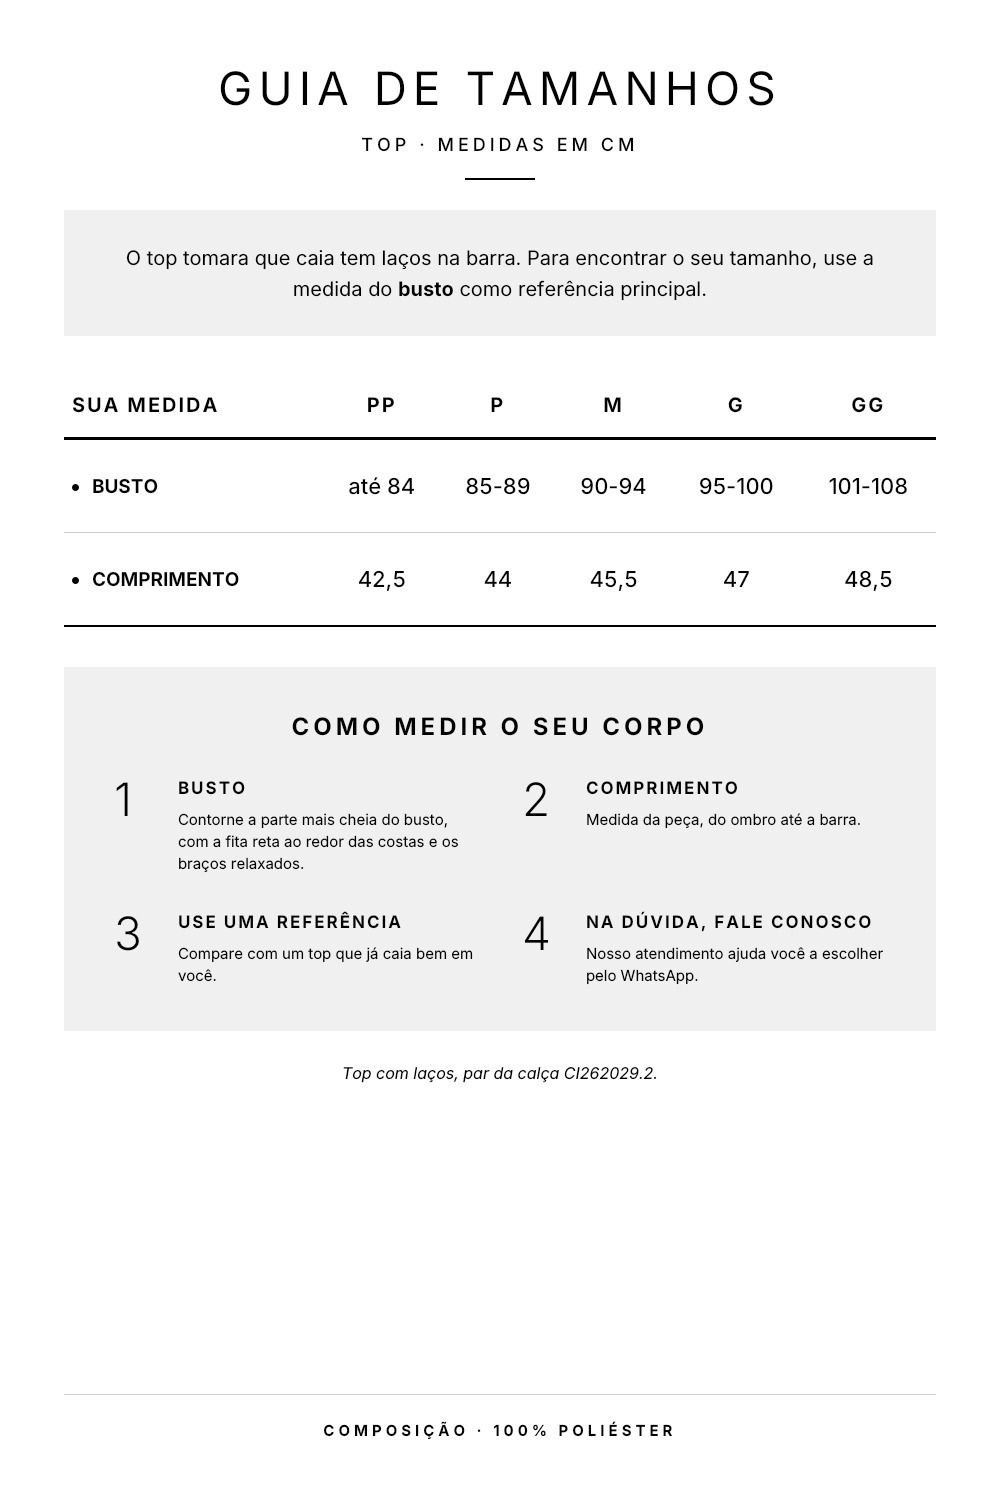 GUIA DE TAMANHOS
TOP · MEDIDAS EM CM
O top tomara que caia tem laços na barra. Para encontrar o seu tamanho, use a
medida do busto como referência principal.
SUA MEDIDA PP P M G GG
• BUSTO até 84 85-89 90-94 95-100 101-108
• COMPRIMENTO 42,5 44 45,5 47 48,5
COMO MEDIR O SEU CORPO
1 BUSTO
Contorne a parte mais cheia do busto,
com a fita reta ao redor das costas e os
braços relaxados.
2 COMPRIMENTO
Medida da peça, do ombro até a barra.
3 USE UMA REFERÊNCIA
Compare com um top que já caia bem em
você.
4 NA DÚVIDA, FALE CONOSCO
Nosso atendimento ajuda você a escolher
pelo WhatsApp.
Top com laços, par da calça CI262029.2.
COMPOSIÇÃO · 100% POLIÉSTER